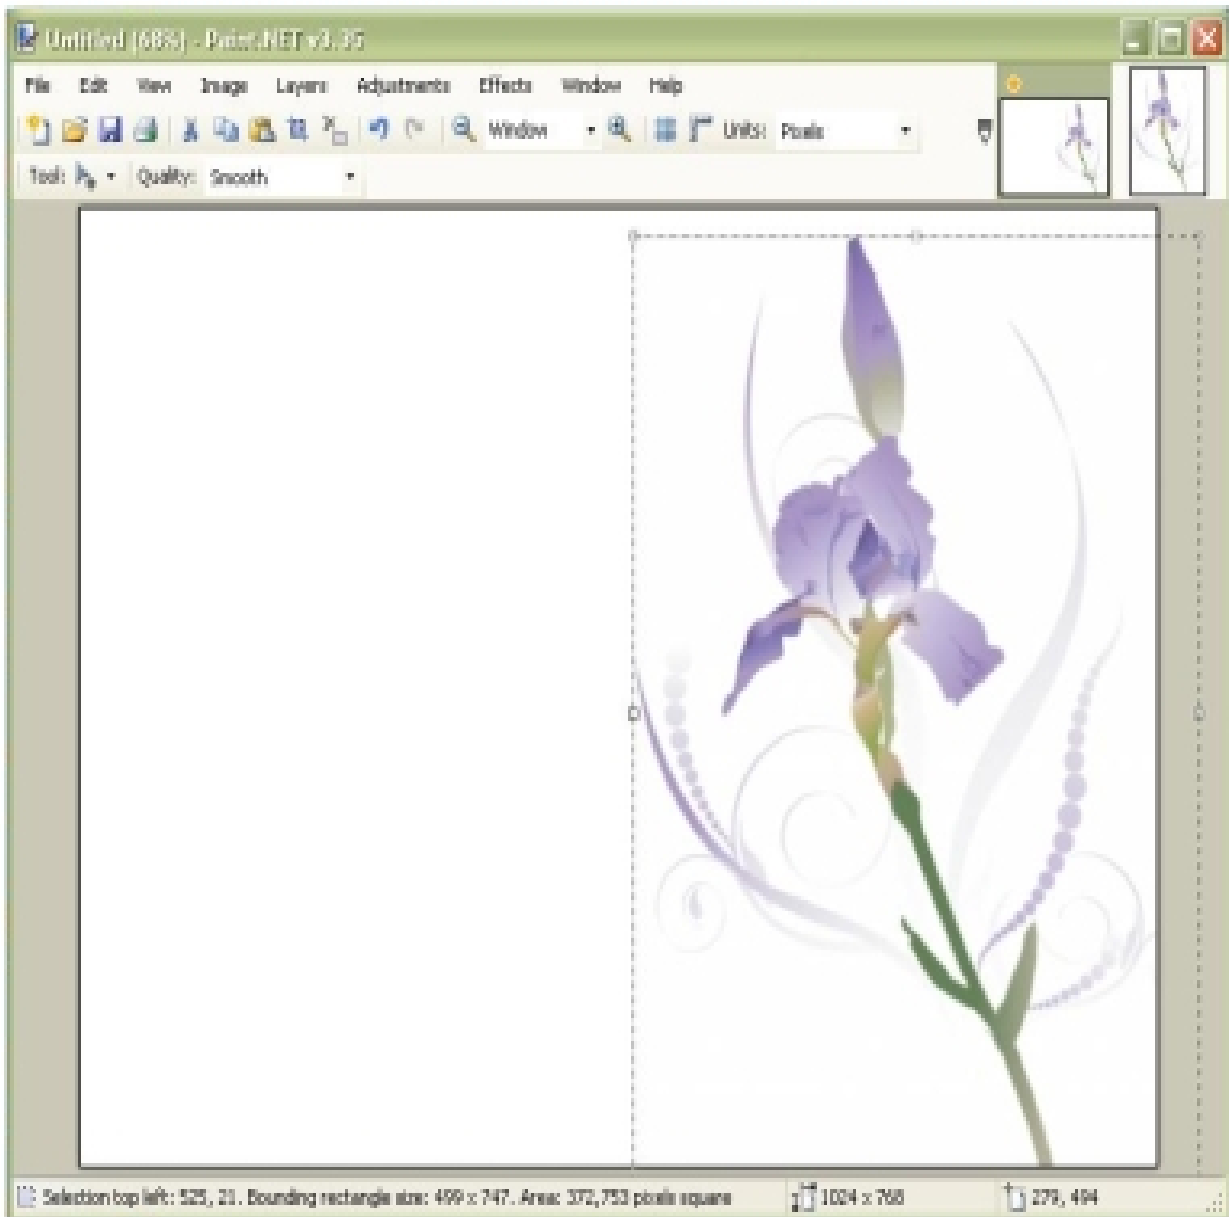 Untitled (68%) - Paint.NET v3.35
File Edit View Image Layers Adjustments Effects Window Help
Window Units: Pixels
Tool: Quality: Smooth
Selection top left: 525, 21. Bounding rectangle size: 499 x 747. Area: 372,753 pixels square 1024 x 768 279, 494